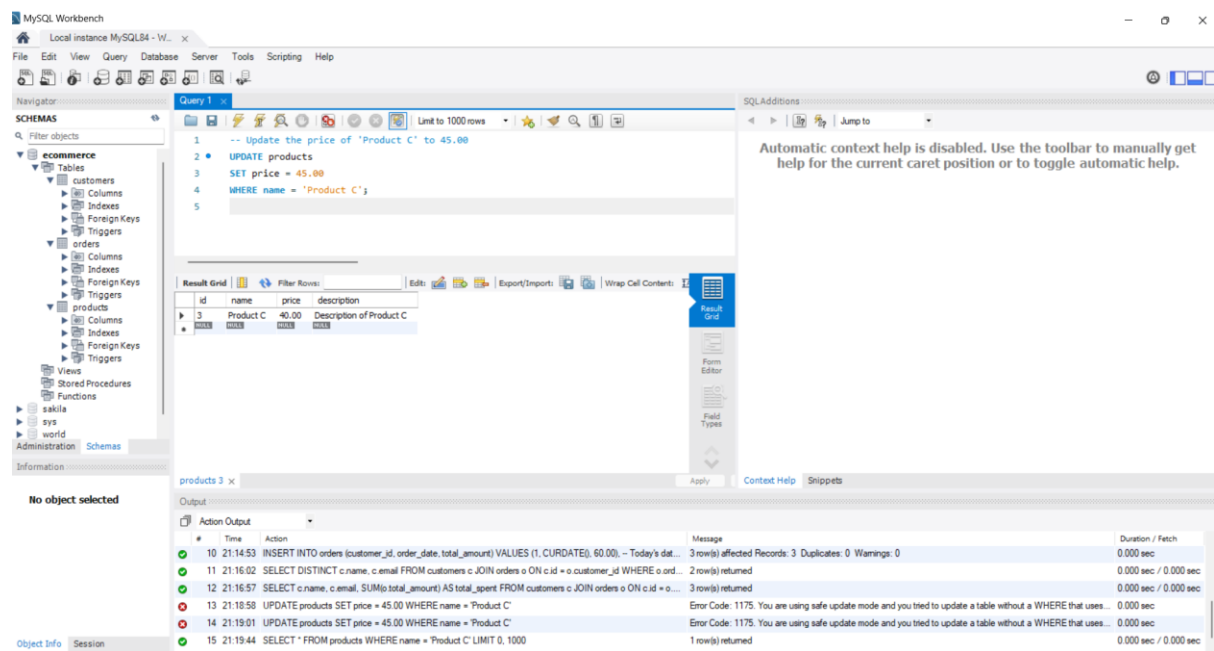 MySQL Workbench
Local instance MySQL84 - W...
File Edit View Query Database Server Tools Scripting Help
Navigator
SCHEMAS
Filter objects
ecommerce
Tables
customers
Columns
Indexes
Foreign Keys
Triggers
orders
Columns
Indexes
Foreign Keys
Triggers
products
Columns
Indexes
Foreign Keys
Triggers
Views
Stored Procedures
Functions
sakila
sys
world
Administration Schemas
Information
No object selected
Object Info Session
Query 1
Limit to 1000 rows
1 -- Update the price of 'Product C' to 45.00
2 UPDATE products
3 SET price = 45.00
4 WHERE name = 'Product C';
5
Result Grid Filter Rows: Edit: Export/Import: Wrap Cell Content:
id name price description
3 Product C 40.00 Description of Product C
NULL NULL NULL NULL
Result
Grid
Form
Editor
Field
Types
products 3 Apply
SQLAdditions
Jump to
Automatic context help is disabled. Use the toolbar to manually get
help for the current caret position or to toggle automatic help.
Context Help Snippets
Output
Action Output
# Time Action Message Duration / Fetch
10 21:14:53 INSERT INTO orders (customer_id, order_date, total_amount) VALUES (1, CURDATE(), 60.00), -- Today's dat... 3 row(s) affected Records: 3 Duplicates: 0 Warnings: 0 0.000 sec
11 21:16:02 SELECT DISTINCT c.name, c.email FROM customers c JOIN orders o ON c.id = o.customer_id WHERE o.ord... 2 row(s) returned 0.000 sec / 0.000 sec
12 21:16:57 SELECT c.name, c.email, SUM(o.total_amount) AS total_spent FROM customers c JOIN orders o ON c.id = o.... 3 row(s) returned 0.000 sec / 0.000 sec
13 21:18:58 UPDATE products SET price = 45.00 WHERE name = 'Product C' Error Code: 1175. You are using safe update mode and you tried to update a table without a WHERE that uses... 0.000 sec
14 21:19:01 UPDATE products SET price = 45.00 WHERE name = 'Product C' Error Code: 1175. You are using safe update mode and you tried to update a table without a WHERE that uses... 0.000 sec
15 21:19:44 SELECT * FROM products WHERE name = 'Product C' LIMIT 0, 1000 1 row(s) returned 0.000 sec / 0.000 sec